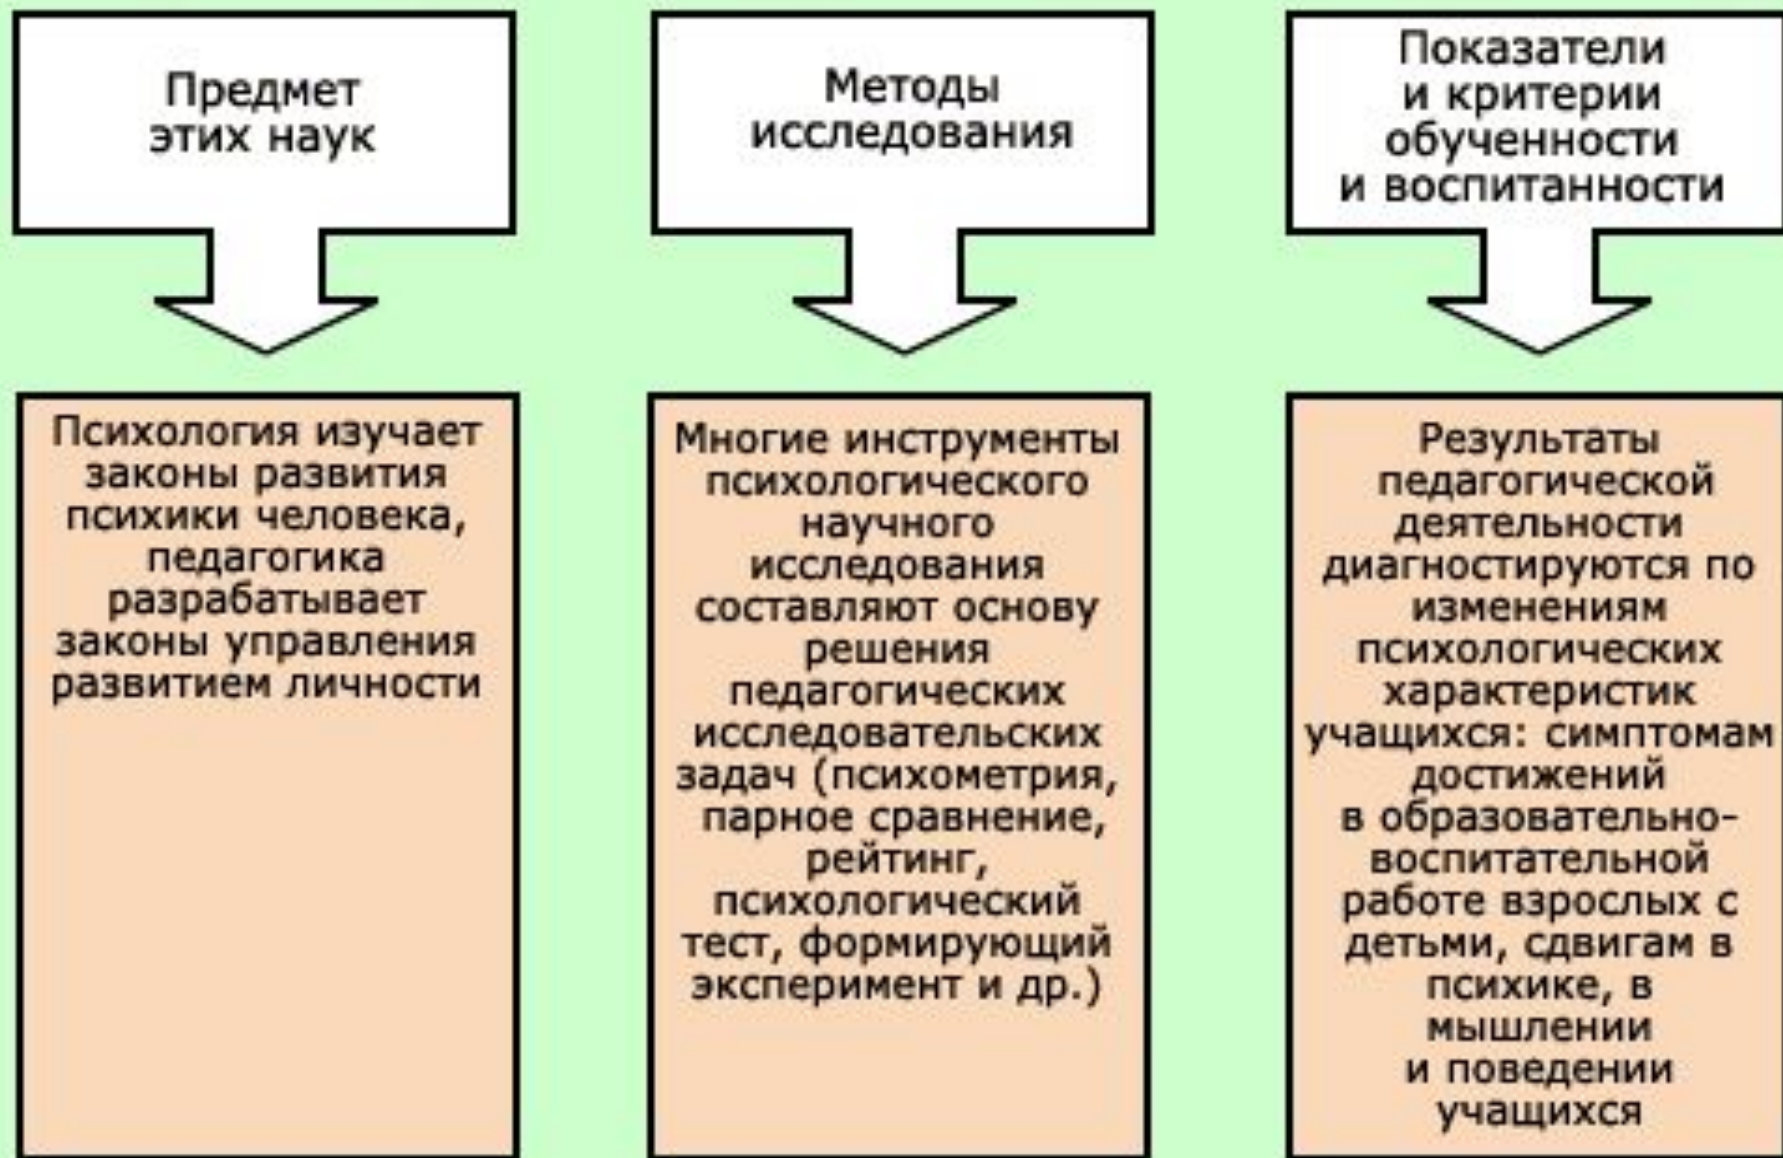 Предмет
этих наук
Методы
исследования
Показатели
и критерии
обученности
и воспитанности
Психология изучает
законы развития
психики человека,
педагогика
разрабатывает
законы управления
развитием личности
Многие инструменты
психологического
научного
исследования
составляют основу
решения
педагогических
исследовательских
задач (психометрия,
парное сравнение,
рейтинг,
психологический
тест, формирующий
эксперимент и др.)
Результаты
педагогической
деятельности
диагностируются по
изменениям
психологических
характеристик
учащихся: симптомам
достижений
в образовательно-
воспитательной
работе взрослых с
детьми, сдвигам в
психике, в
мышлении
и поведении
учащихся